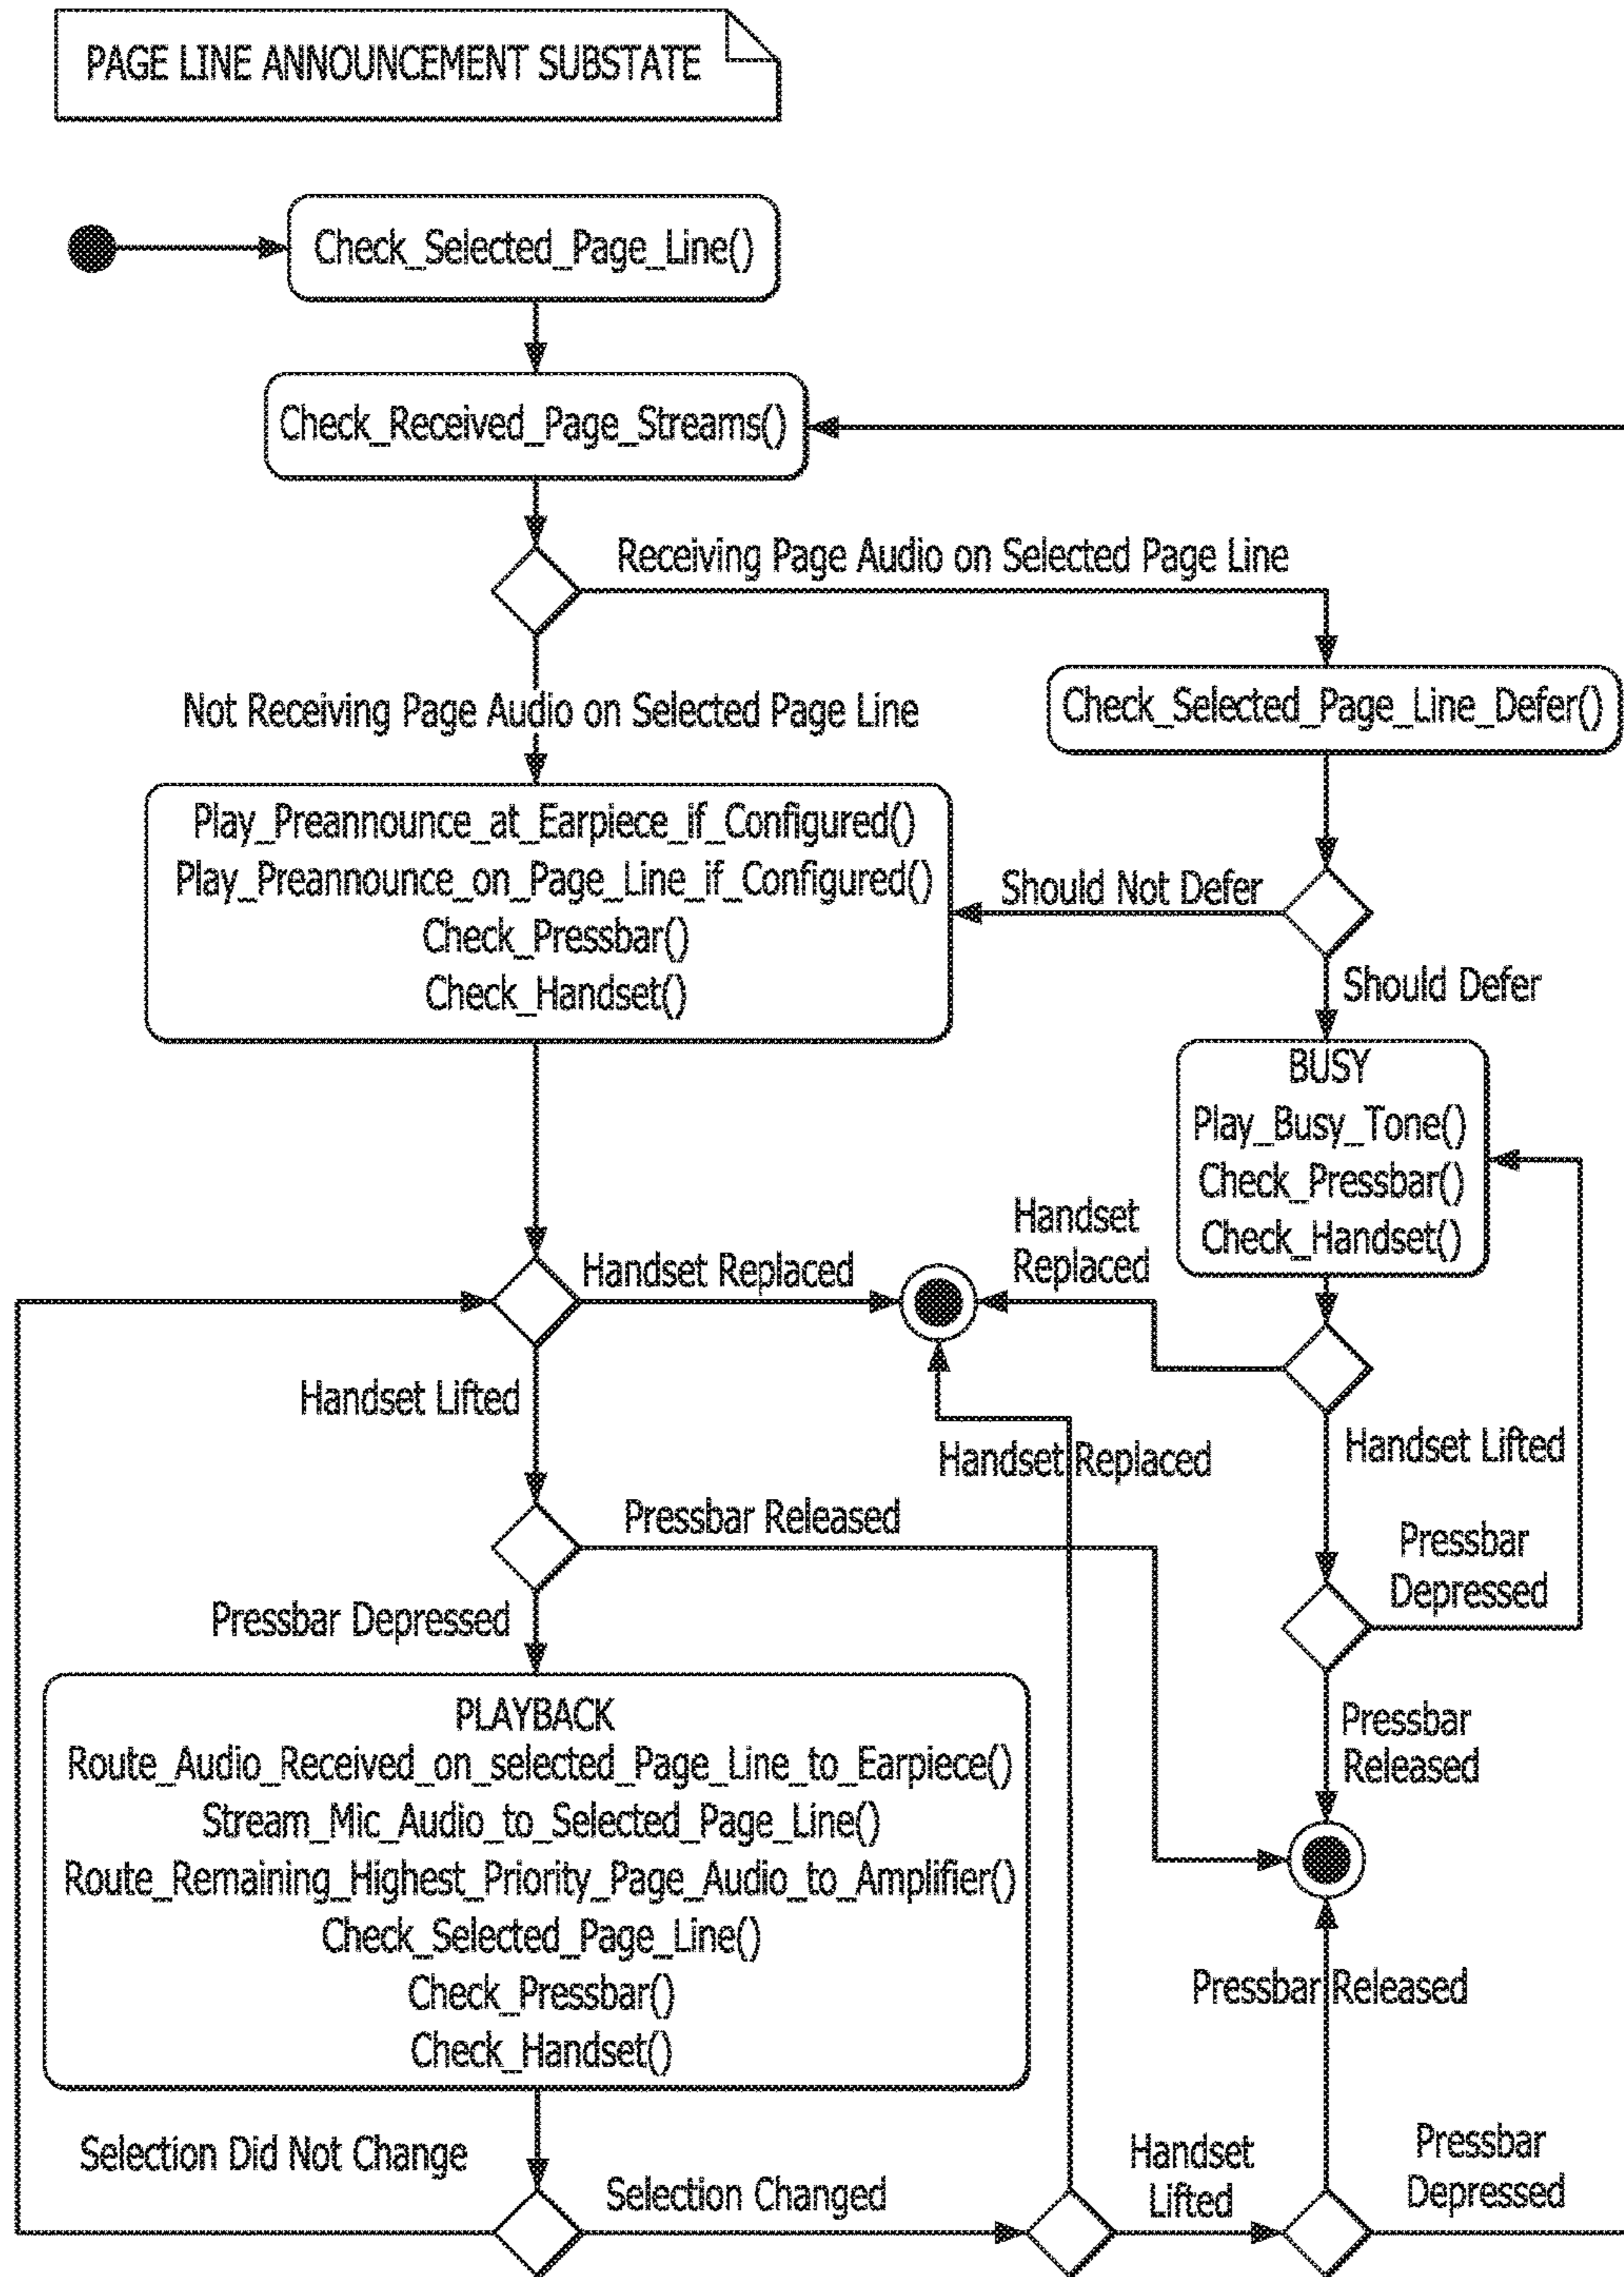 PAGE LINE ANNOUNCEMENT SUBSTATE
Check_Selected_Page_Line()
Check_Received_Page_Streams()
Receiving Page Audio on Selected Page Line
Not Receiving Page Audio on Selected Page Line
Check_Selected_Page_Line_Defer()
Play_Preannounce_at_Earpiece_if_Configured()
Play_Preannounce_on_Page_Line_if_Configured()
Check_Pressbar()
Check_Handset()
Should Not Defer
Should Defer
BUSY
Play_Busy_Tone()
Check_Pressbar()
Check_Handset()
Handset Replaced
Handset
Replaced
Handset Lifted
Handset Replaced
Handset Lifted
Pressbar Released
Pressbar
Depressed
Pressbar Depressed
PLAYBACK
Route_Audio_Received_on_selected_Page_Line_to_Earpiece()
Stream_Mic_Audio_to_Selected_Page_Line()
Route_Remaining_Highest_Priority_Page_Audio_to_Amplifier()
Check_Selected_Page_Line()
Check_Pressbar()
Check_Handset()
Pressbar
Released
Pressbar Released
Selection Did Not Change
Selection Changed
Handset
Lifted
Pressbar
Depressed